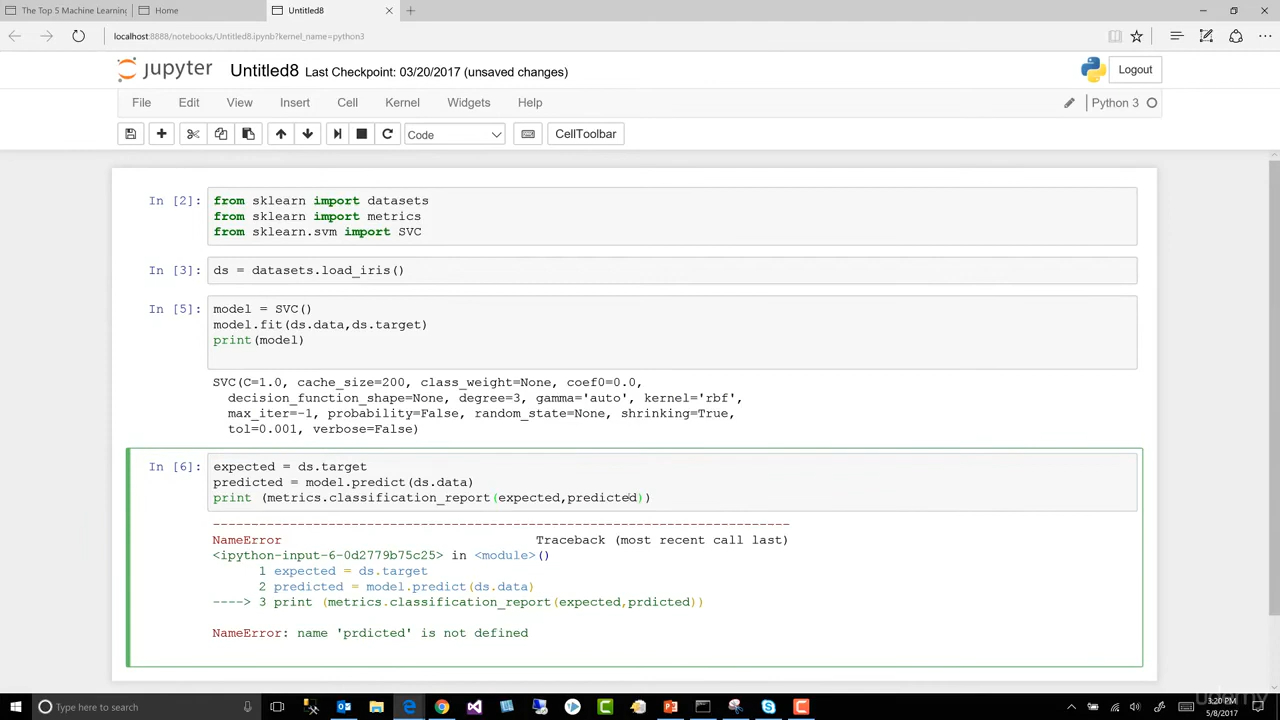 The Top 5 Machine Learning
Home
Untitled8
localhost:8888/notebooks/Untitled8.ipynb?kernel_name=python3
jupyter Untitled8 Last Checkpoint: 03/20/2017 (unsaved changes)
Logout
File Edit View Insert Cell Kernel Widgets Help
Python 3
Code
CellToolbar
In [2]: from sklearn import datasets
from sklearn import metrics
from sklearn.svm import SVC
In [3]: ds = datasets.load_iris()
In [5]: model = SVC()
model.fit(ds.data,ds.target)
print(model)
SVC(C=1.0, cache_size=200, class_weight=None, coef0=0.0,
decision_function_shape=None, degree=3, gamma='auto', kernel='rbf',
max_iter=-1, probability=False, random_state=None, shrinking=True,
tol=0.001, verbose=False)
In [6]: expected = ds.target
predicted = model.predict(ds.data)
print (metrics.classification_report(expected,predicted))
---------------------------------------------------------------------------
NameError Traceback (most recent call last)
<ipython-input-6-0d2779b75c25> in <module>()
1 expected = ds.target
2 predicted = model.predict(ds.data)
----> 3 print (metrics.classification_report(expected,prdicted))
NameError: name 'prdicted' is not defined
Type here to search
3:20 PM
5/8/2017
udemy